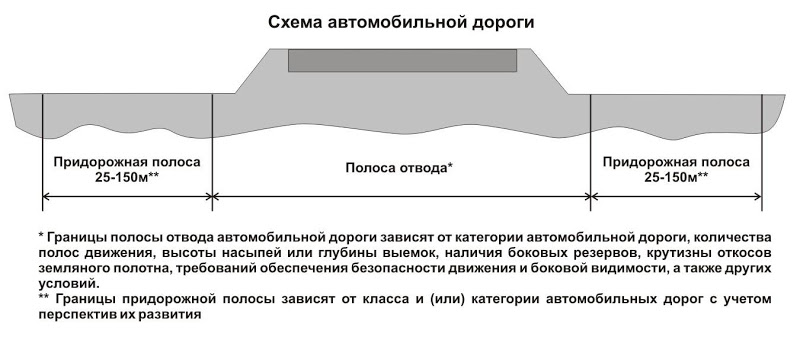 Схема автомобильной дороги
Придорожная полоса
25-150м**
Полоса отвода*
Придорожная полоса
25-150м**
* Границы полосы отвода автомобильной дороги зависят от категории автомобильной дороги, количества
полос движения, высоты насыпей или глубины выемок, наличия боковых резервов, крутизны откосов
земляного полотна, требований обеспечения безопасности движения и боковой видимости, а также других
условий.
** Границы придорожной полосы зависят от класса и (или) категории автомобильных дорог с учетом
перспектив их развития